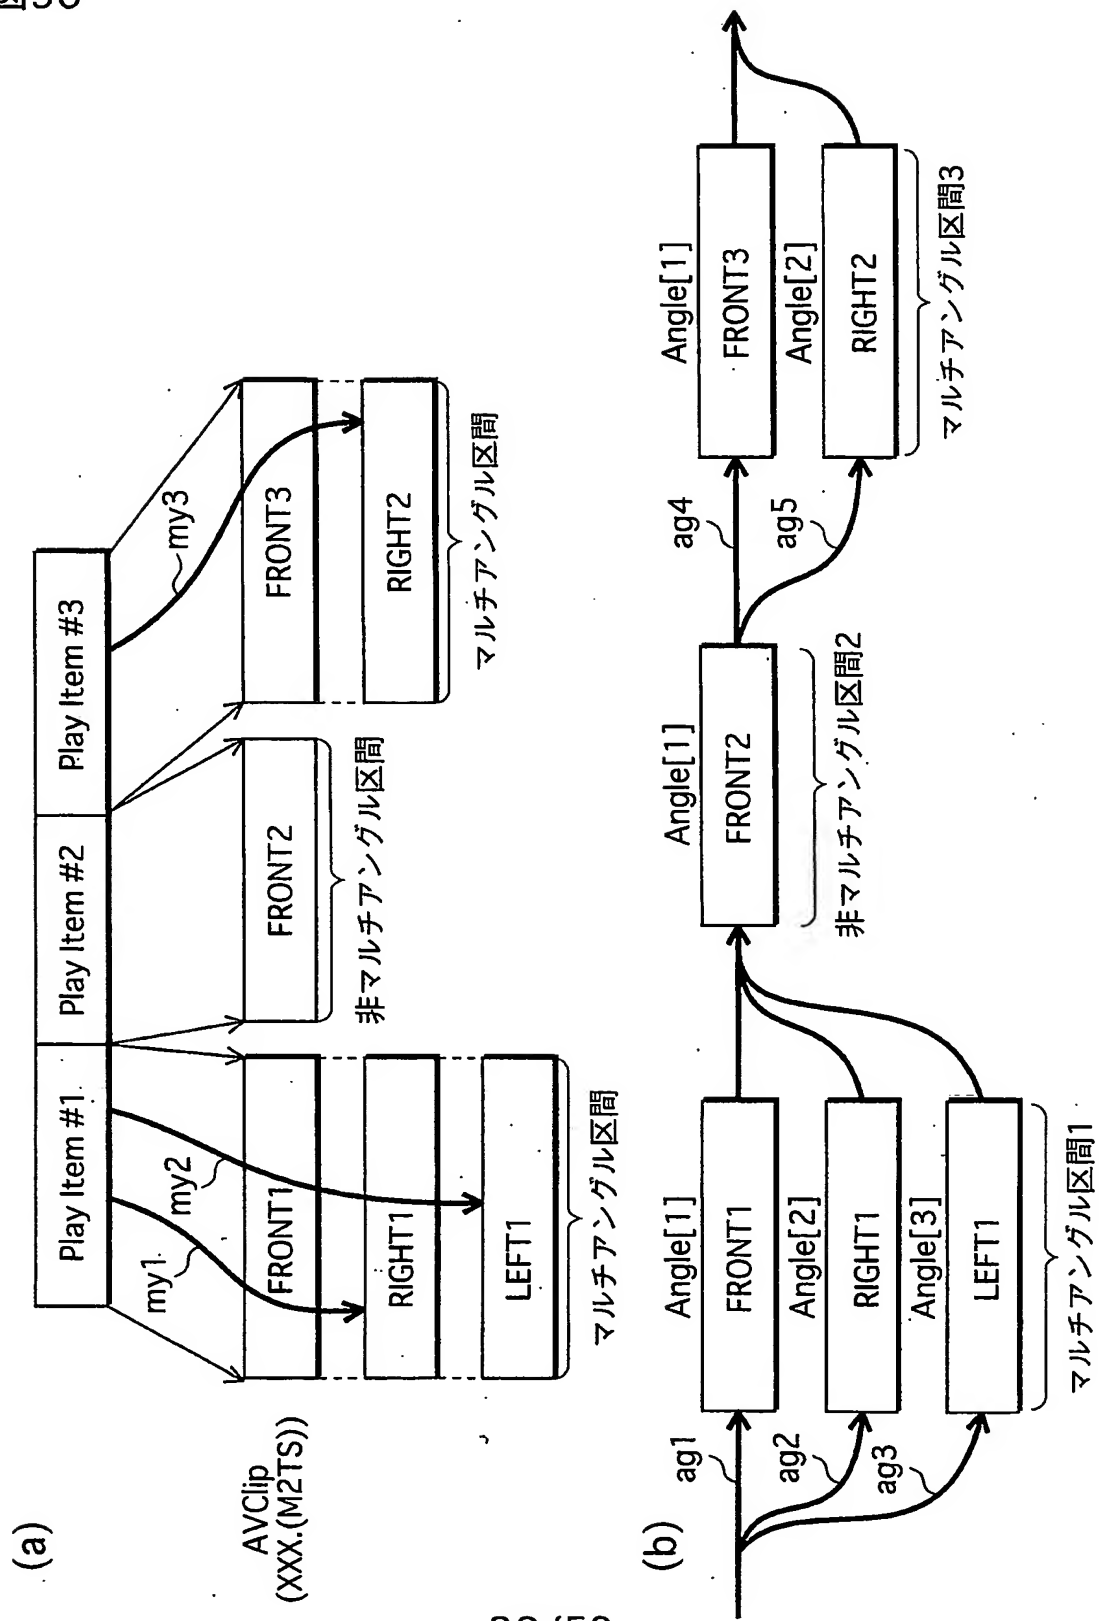 図36
(a)
Play Item #1
Play Item #2
Play Item #3
my1
my2
my3
AVClip
(XXX.(M2TS))
FRONT1
FRONT2
FRONT3
RIGHT1
RIGHT2
LEFT1
マルチアングル区間
非マルチアングル区間
マルチアングル区間
(b)
ag1
ag2
ag3
Angle[1]
FRONT1
Angle[2]
RIGHT1
Angle[3]
LEFT1
マルチアングル区間1
Angle[1]
FRONT2
非マルチアングル区間2
ag4
ag5
Angle[1]
FRONT3
Angle[2]
RIGHT2
マルチアングル区間3